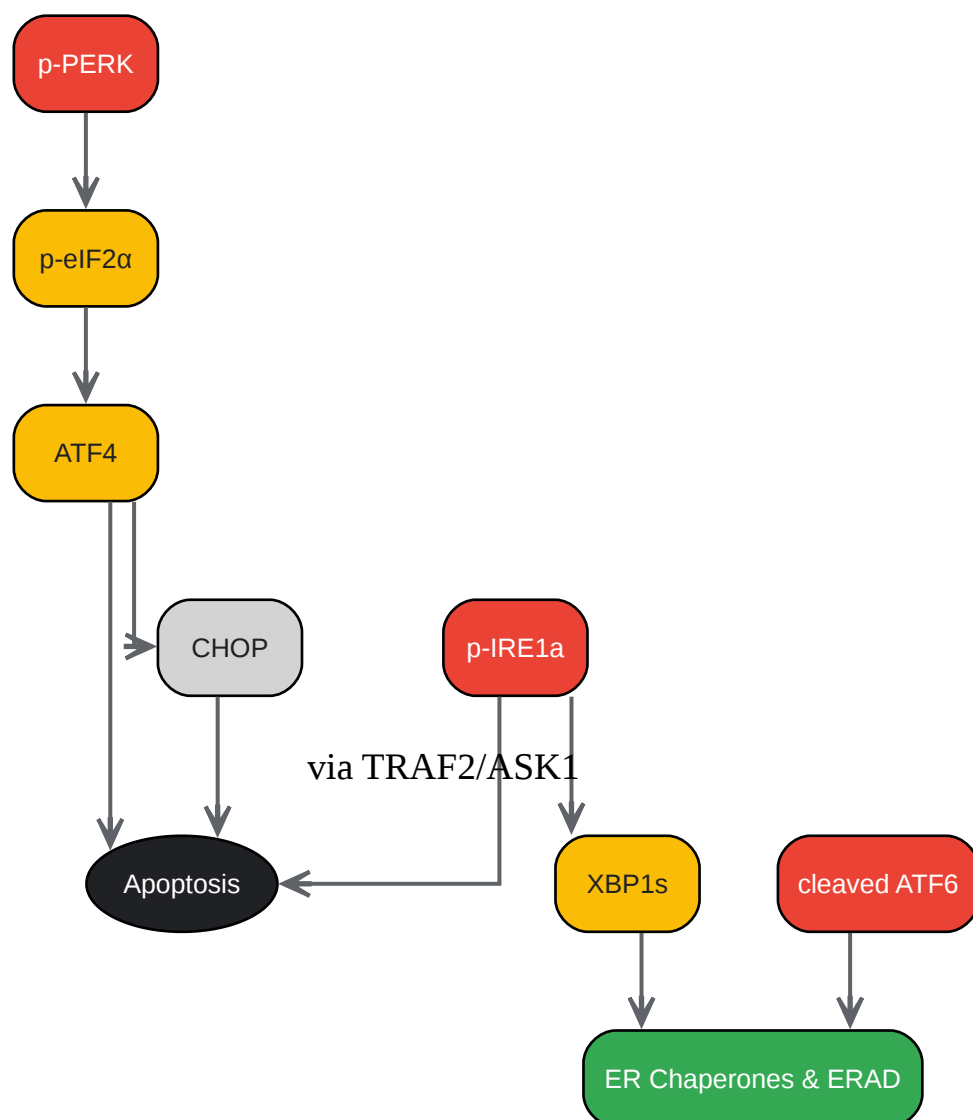 p-PERK
p-eIF2α
ATF4
CHOP
p-IRE1a
via TRAF2/ASK1
Apoptosis
XBP1s
cleaved ATF6
ER Chaperones & ERAD